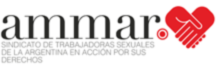 ammar.
SINDICATO DE TRABAJADORAS SEXUALES
DE LA ARGENTINA EN ACCIÓN POR SUS
DERECHOS